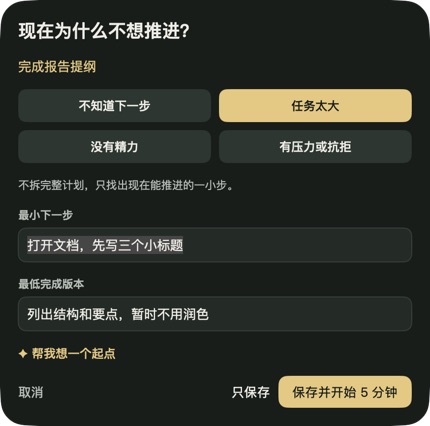 现在为什么不想推进？
完成报告提纲
不知道下一步
任务太大
没有精力
有压力或抗拒
不拆完整计划，只找出现在能推进的一小步。
最小下一步
打开文档，先写三个小标题
最低完成版本
列出结构和要点，暂时不用润色
帮我想一个起点
取消
只保存
保存并开始 5 分钟